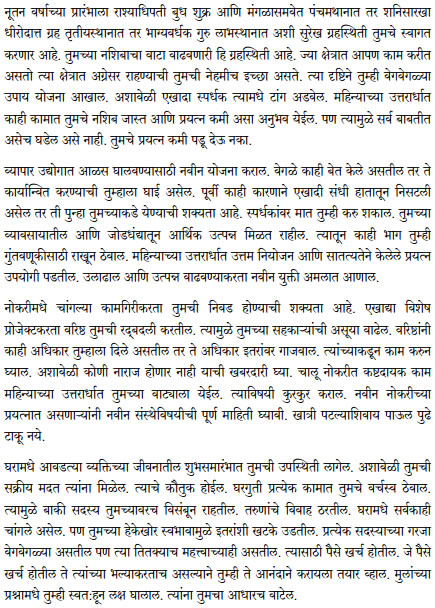 नूतन वर्षाच्या प्रारंभाला राश्याधिपती बुध शुक्र आणि मंगळासमवेत पंचमथानात तर शनिसारखा
धीरोदात्त ग्रह तृतीयस्थानात तर भाग्यवर्धक गुरु लाभस्थानात अशी सुरेख ग्रहस्थिती तुमचे स्वागत
करणार आहे. तुमच्या नशिबाचा वाटा वाढवणारी हि ग्रहस्थिती आहे. ज्या क्षेत्रात आपण काम करीत
असतो त्या क्षेत्रात अग्रेसर राहण्याची तुमची नेहमीच इच्छा असते. त्या दृष्टिने तुम्ही वेगवेगळ्या
उपाय योजना आखाल. अशावेळी एखादा स्पर्धक त्यामधे टांग अडवेल. महिन्याच्या उत्तरार्धात
काही कामात तुमचे नशिब जास्त आणि प्रयत्न कमी असा अनुभव येईल. पण त्यामुळे सर्व बाबतीत
असेच घडेल असे नाही. तुमचे प्रयत्न कमी पडू देऊ नका.
व्यापार उद्योगात आळस घालवण्यासाठी नवीन योजना कराल. वेगळे काही बेत केले असतील तर ते
कार्यान्वित करण्याची तुम्हाला घाई असेल. पूर्वी काही कारणाने एखादी संधी हातातून निसटली
असेल तर ती पुन्हा तुमच्याकडे येण्याची शक्यता आहे. स्पर्धकांवर मात तुम्ही करु शकाल. तुमच्या
व्यावसायातील आणि जोडधंद्यातून आर्थिक उत्पन्न मिळत राहील. त्यातून काही भाग तुम्ही
गुंतवणूकीसाठी राखून ठेवाल. महिन्याच्या उत्तरार्धात उत्तम नियोजन आणि सातत्येने केलेले प्रयत्न
उपयोगी पडतील. उलाढाल आणि उत्पन्न वाढवण्याकरता नवीन युक्ती अमलात आणाल.
नोकरीमधे चांगल्या कामगिरीकरता तुमची निवड होण्याची शक्यता आहे. एखाद्या विशेष
प्रोजेक्टकरता वरिष्ठ तुमची रद्बदली करतील. त्यामुळे तुमच्या सहकाऱ्यांची असूया वाढेल. वरिष्ठांनी
काही अधिकार तुम्हाला दिले असतील तर ते अधिकार इतरांवर गाजवाल. त्यांच्याकडून काम करुन
घ्याल. अशावेळी कोणी नाराज होणार नाही याची खबरदारी घ्या. चालू नोकरीत कष्टदायक काम
महिन्याच्या उत्तरार्धात तुमच्या वाट्याला येईल. त्याविषयी कुरकुर कराल. नवीन नोकरीच्या
प्रयत्नात असणाऱ्यांनी नवीन संस्थेविषयीची पूर्ण माहिती घ्यावी. खात्री पटल्याशिवाय पाऊल पुढे
टाकू नये.
घरामधे आवडत्या व्यक्तिच्या जीवनातील शुभसमारंभात तुमची उपस्थिती लागेल. अशावेळी तुमची
सक्रीय मदत त्यांना मिळेल. त्याचे कौतुक होईल. घरगुती प्रत्येक कामात तुमचे वर्चस्व ठेवाल.
त्यामुळे बाकी सदस्य तुमच्यावरच विसंबून राहतील. तरुणांचे विवाह ठरतील. घरामधे सर्वकाही
चांगले असेल. पण तुमच्या हेकेखोर स्वभावामुळे इतरांशी खटके उडतील. प्रत्येक सदस्याच्या गरजा
वेगवेगळ्या असतील पण त्या तितक्याच महत्त्वाच्याही असतील. त्यासाठी पैसे खर्च होतील. जे पैसे
खर्च होतील ते त्यांच्या भल्याकरताच असल्याने तुम्ही ते आनंदाने करायला तयार व्हाल. मुलांच्या
प्रश्नामधे तुम्ही स्वत:हून लक्ष घालाल. त्यांना तुमचा आधारच वाटेल.